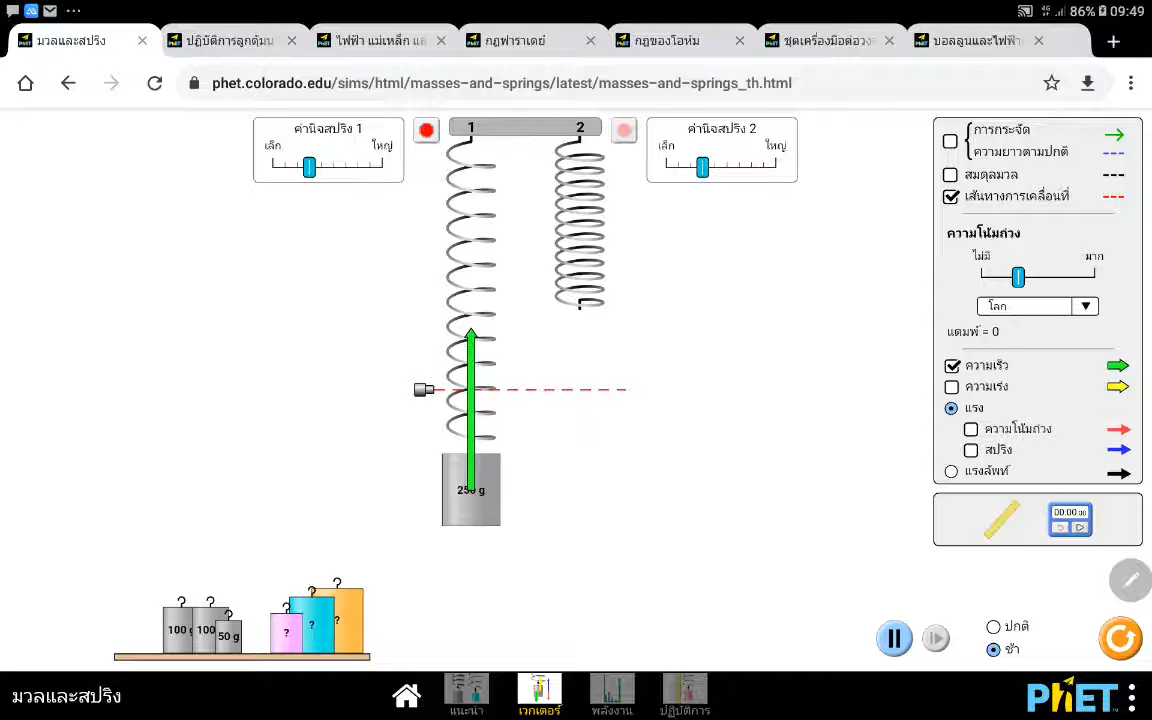 86% 09:49
มวลและสปริง
ปฏิบัติการลูกตุ้มน
ไฟฟ้า แม่เหล็ก แล
กฎฟาราเดย์
กฎของโอห์ม
ชุดเครื่องมือต่อวง
บอลลูนและไฟฟ้า
phet.colorado.edu/sims/html/masses-and-springs/latest/masses-and-springs_th.html
ค่านิจสปริง 1
เล็ก ใหญ่
1 2
ค่านิจสปริง 2
เล็ก ใหญ่
การกระจัด
ความยาวตามปกติ
สมดุลมวล
เส้นทางการเคลื่อนที่
ความโน้มถ่วง
ไม่มี มาก
โลก
แดมพ์ = 0
ความเร็ว
ความเร่ง
แรง
ความโน้มถ่วง
สปริง
แรงลัพท์
00:00.00
250 g
100 g
100
50 g
? ? ?
ปกติ
ช้า
มวลและสปริง
แนะนำ
เวกเตอร์
พลังงาน
ปฏิบัติการ
PhET